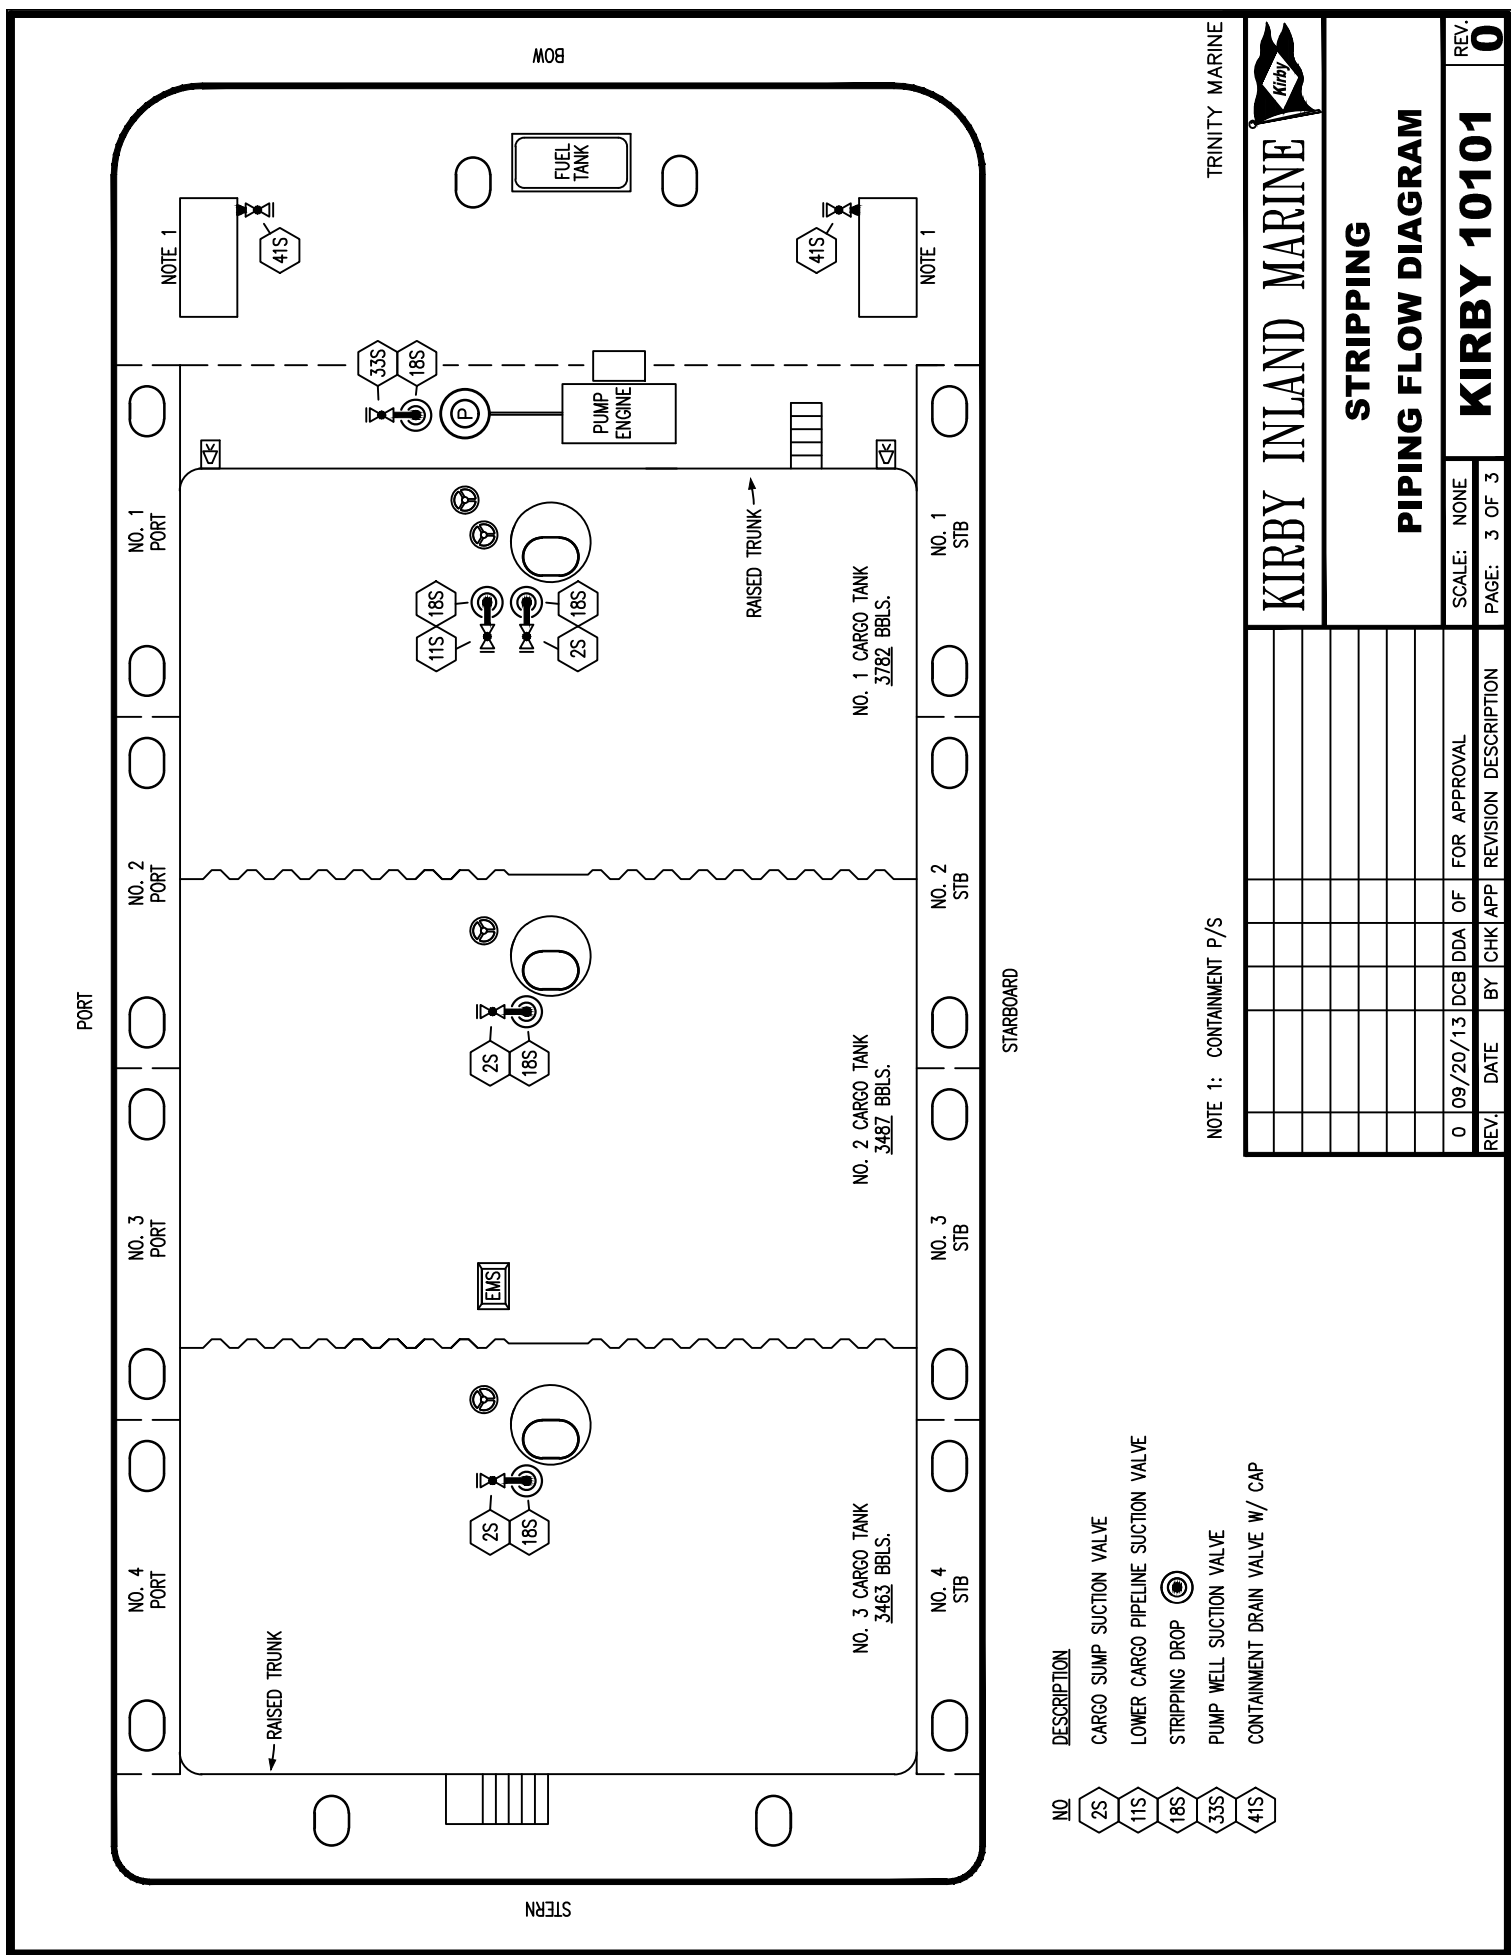 PORT
STERN
BOW
STARBOARD
NO. 4
PORT
NO. 3
PORT
NO. 2
PORT
NO. 1
PORT
NOTE 1
41S
RAISED TRUNK
33S
18S
2S
18S
EMS
2S
18S
11S
18S
18S
2S
P
PUMP
ENGINE
FUEL
TANK
RAISED TRUNK
41S
NOTE 1
NO. 3 CARGO TANK
3463 BBLS.
NO. 2 CARGO TANK
3487 BBLS.
NO. 1 CARGO TANK
3782 BBLS.
NO. 4
STB
NO. 3
STB
NO. 2
STB
NO. 1
STB
NO DESCRIPTION
2S CARGO SUMP SUCTION VALVE
11S LOWER CARGO PIPELINE SUCTION VALVE
18S STRIPPING DROP
33S PUMP WELL SUCTION VALVE
41S CONTAINMENT DRAIN VALVE W/ CAP
NOTE 1: CONTAINMENT P/S
TRINITY MARINE
KIRBY INLAND MARINE
Kirby
STRIPPING
PIPING FLOW DIAGRAM
0 09/20/13 DCB DDA OF FOR APPROVAL
REV. DATE BY CHK APP REVISION DESCRIPTION
SCALE: NONE
PAGE: 3 OF 3
KIRBY 10101
REV.
0